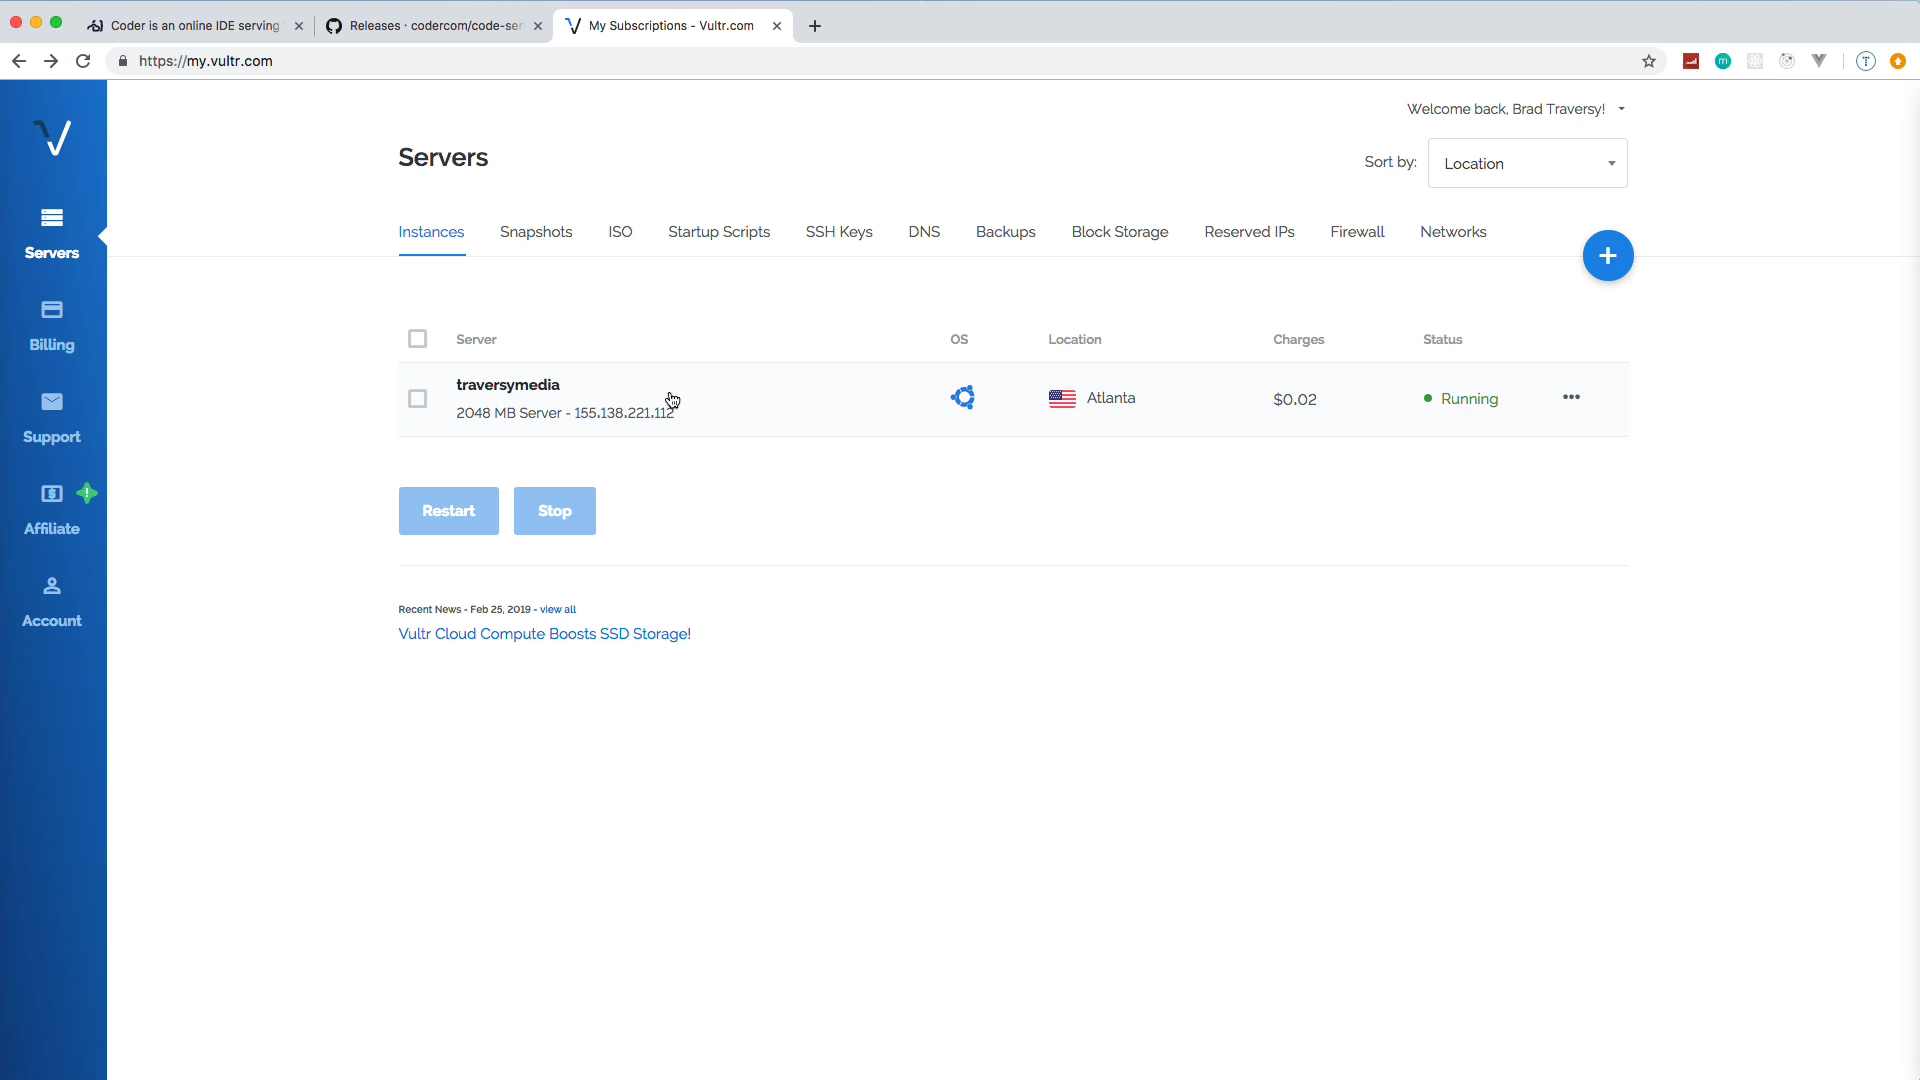 Coder is an online IDE serving
Releases · codercom/code-ser
My Subscriptions - Vultr.com
https://my.vultr.com
Welcome back, Brad Traversy!
Servers
Sort by:
Location
Instances
Snapshots
ISO
Startup Scripts
SSH Keys
DNS
Backups
Block Storage
Reserved IPs
Firewall
Networks
Servers
Billing
Support
Affiliate
Account
Server
OS
Location
Charges
Status
traversymedia
2048 MB Server - 155.138.221.112
Atlanta
$0.02
Running
Restart
Stop
Recent News - Feb 25, 2019 - view all
Vultr Cloud Compute Boosts SSD Storage!